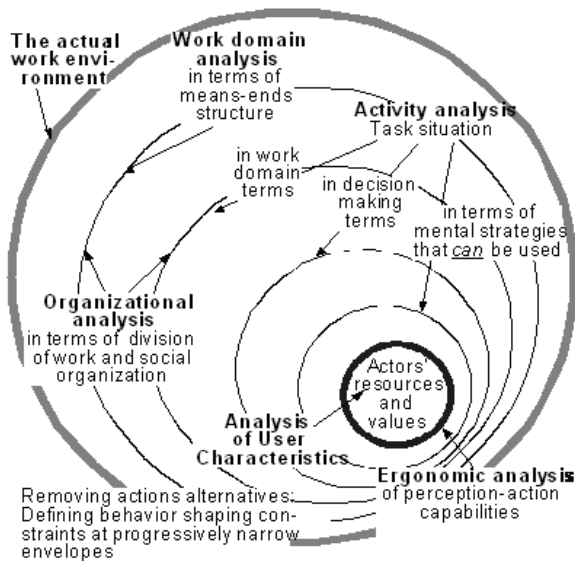 The actual
work envi-
ronment
Work domain
analysis
in terms of
means-ends
structure
Activity analysis
Task situation
in work
domain
terms
in decision
making
terms
in terms of
mental strategies
that can be used
Organizational
analysis
in terms of division
of work and social
organization
Actors'
resources
and
values
Analysis
of User
Characteristics
Ergonomic analysis
of perception-action
capabilities
Removing actions alternatives:
Defining behavior shaping con-
straints at progressively narrow
envelopes